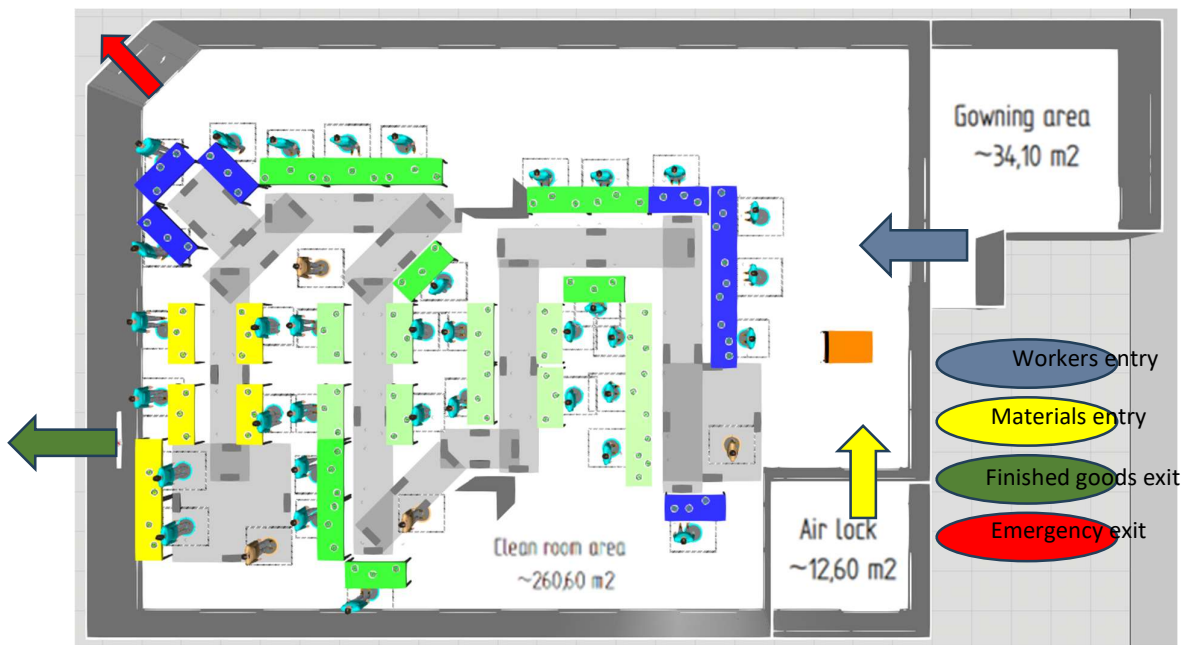 Gowning area
~34,10 m2
Workers entry
Materials entry
Finished goods exit
Emergency exit
Air lock
~12,60 m2
Clean room area
~260,60 m2